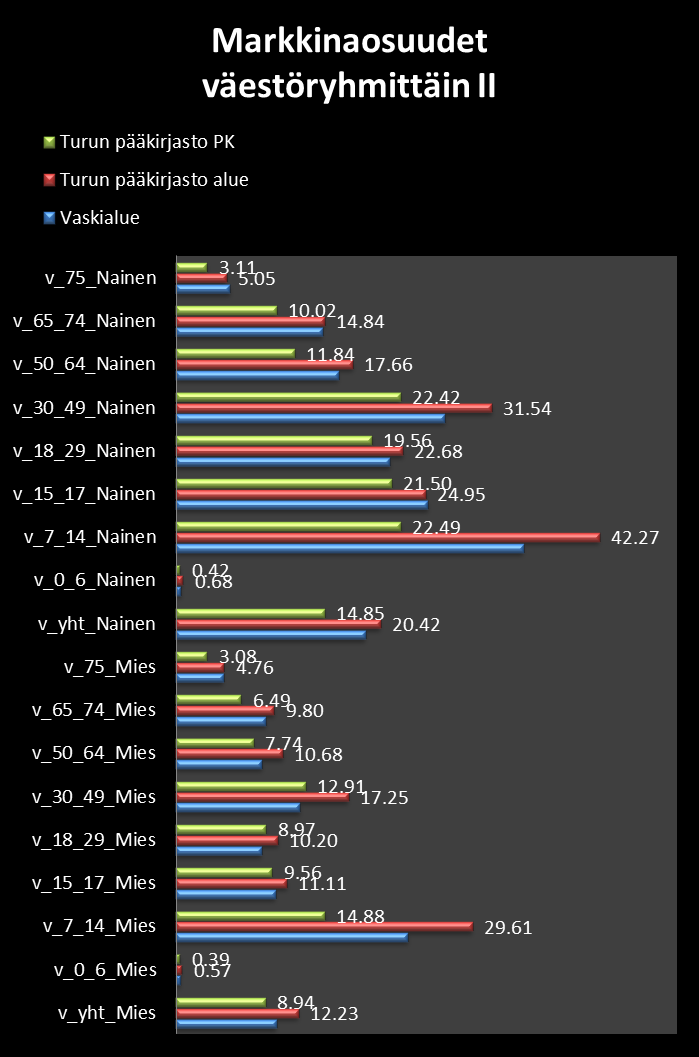 Markkinaosuudet
väestöryhmittäin II
Turun pääkirjasto PK
Turun pääkirjasto alue
Vaskialue
v_75_Nainen 3.11 5.05
v_65_74_Nainen 10.02 14.84
v_50_64_Nainen 11.84 17.66
v_30_49_Nainen 22.42 31.54
v_18_29_Nainen 19.56 22.68
v_15_17_Nainen 21.50 24.95
v_7_14_Nainen 22.49 42.27
v_0_6_Nainen 0.42 0.68
v_yht_Nainen 14.85 20.42
v_75_Mies 3.08 4.76
v_65_74_Mies 6.49 9.80
v_50_64_Mies 7.74 10.68
v_30_49_Mies 12.91 17.25
v_18_29_Mies 8.97 10.20
v_15_17_Mies 9.56 11.11
v_7_14_Mies 14.88 29.61
v_0_6_Mies 0.39 0.57
v_yht_Mies 8.94 12.23